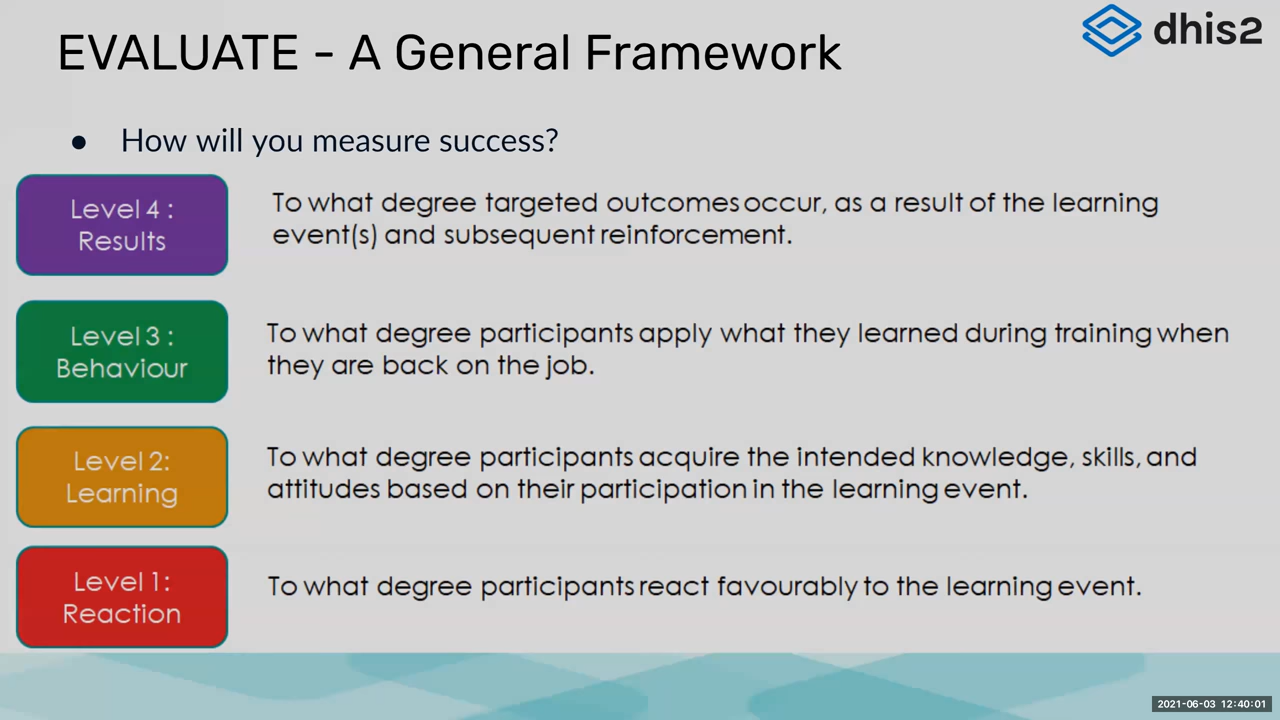 EVALUATE - A General Framework
dhis2
● How will you measure success?
Level 4 :
Results
To what degree targeted outcomes occur, as a result of the learning
event(s) and subsequent reinforcement.
Level 3 :
Behaviour
To what degree participants apply what they learned during training when
they are back on the job.
Level 2:
Learning
To what degree participants acquire the intended knowledge, skills, and
attitudes based on their participation in the learning event.
Level 1:
Reaction
To what degree participants react favourably to the learning event.
2021-06-03 12:40:01